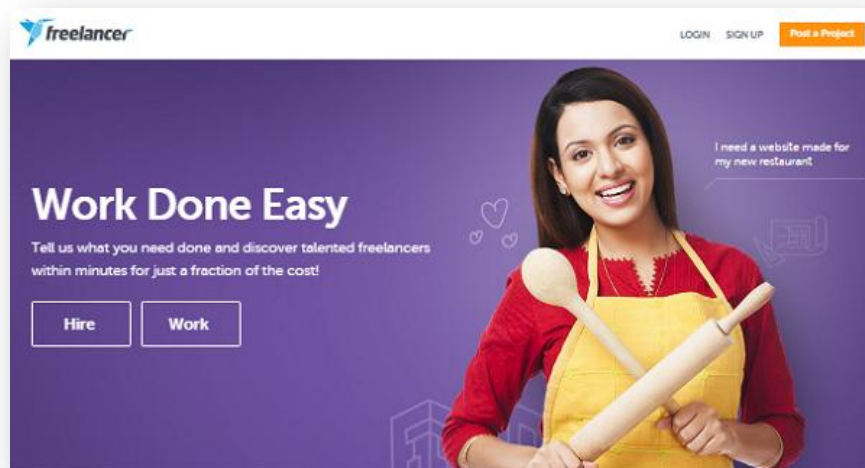 freelancer
LOGIN SIGN UP Post a Project
I need a website made for
my new restaurant
Work Done Easy
Tell us what you need done and discover talented freelancers
within minutes for just a fraction of the cost!
Hire Work